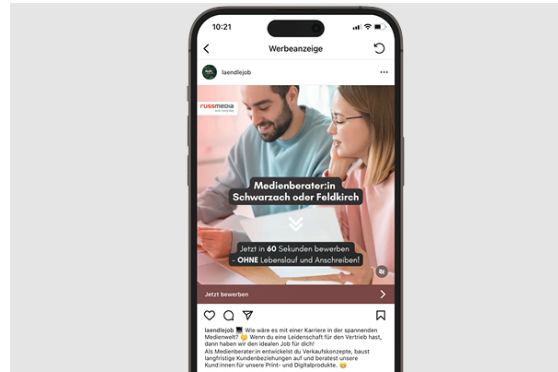 10:21
Werbeanzeige
laendlejob
russmedia
Medienberater:in
Schwarzach oder Feldkirch
Jetzt in 60 Sekunden bewerben
- OHNE Lebenslauf und Anschreiben!
Jetzt bewerben
laendlejob 💻 Wie wäre es mit einer Karriere in der spannenden
Medienwelt? 😊 Wenn du eine Leidenschaft für den Vertrieb hast,
dann haben wir den idealen Job für dich!
Als Medienberater:in entwickelst du Verkaufskonzepte, baust
langfristige Kundenbeziehungen auf und beratest unsere
Kund:innen für unsere Print- und Digitalprodukte. 😄